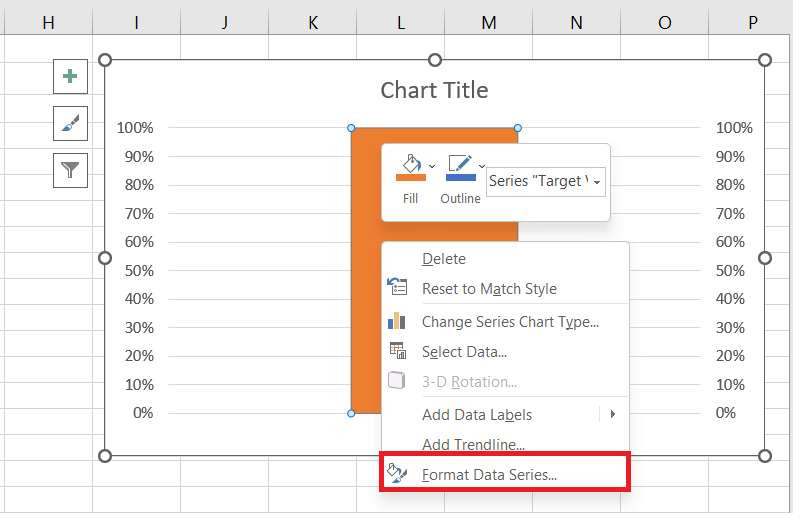 H I J K L M N O P
Chart Title
100% 100%
90% 90%
80% 80%
70% 70%
60% 60%
50% 50%
40% 40%
30% 30%
20% 20%
10% 10%
0% 0%
Fill Outline Series "Target
Delete
Reset to Match Style
Change Series Chart Type...
Select Data...
3-D Rotation...
Add Data Labels
Add Trendline...
Format Data Series...